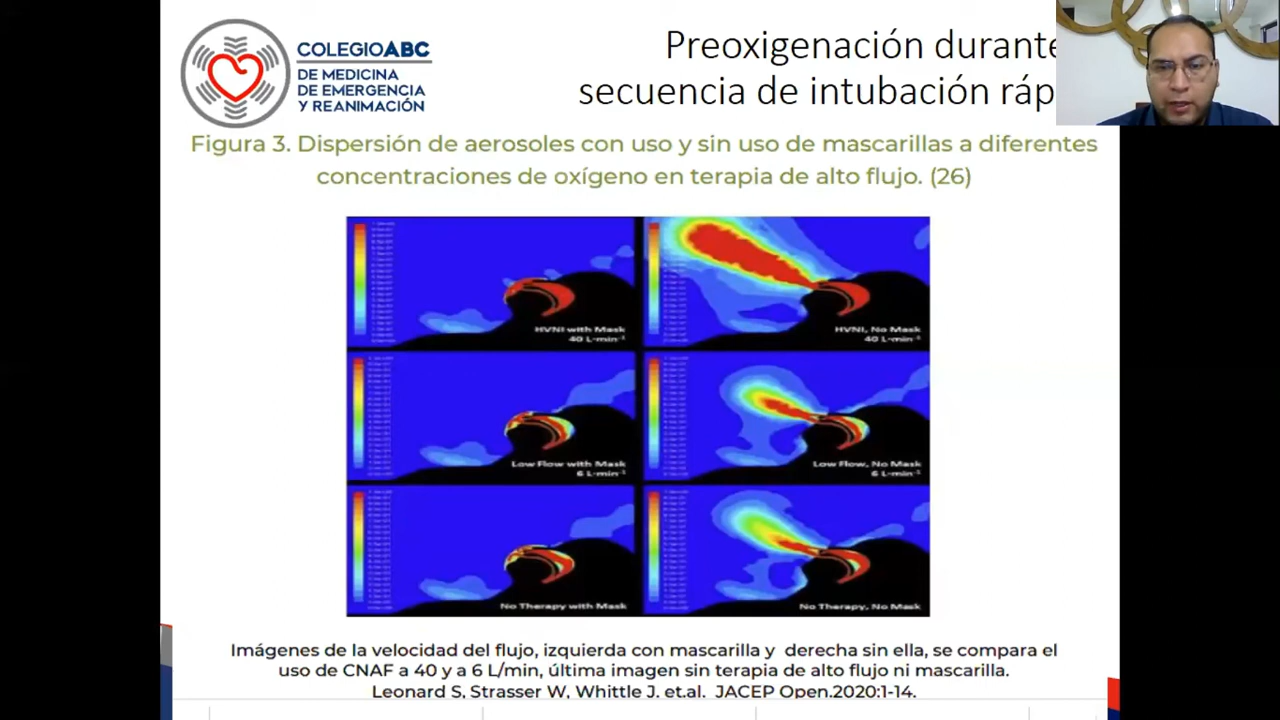 COLEGIOABC
DE MEDICINA
DE EMERGENCIA
Y REANIMACIÓN
Preoxigenación durante
secuencia de intubación ráp
Figura 3. Dispersión de aerosoles con uso y sin uso de mascarillas a diferentes
concentraciones de oxígeno en terapia de alto flujo. (26)
HVNI with Mask
40 L-min-¹
HVNI, No Mask
40 L-min-¹
Low Flow with Mask
6 L-min-¹
Low Flow, No Mask
6 L-min-¹
No Therapy with Mask
No Therapy, No Mask
Imágenes de la velocidad del flujo, izquierda con mascarilla y derecha sin ella, se compara el
uso de CNAF a 40 y a 6 L/min, última imagen sin terapia de alto flujo ni mascarilla.
Leonard S, Strasser W, Whittle J. et.al. JACEP Open.2020:1-14.